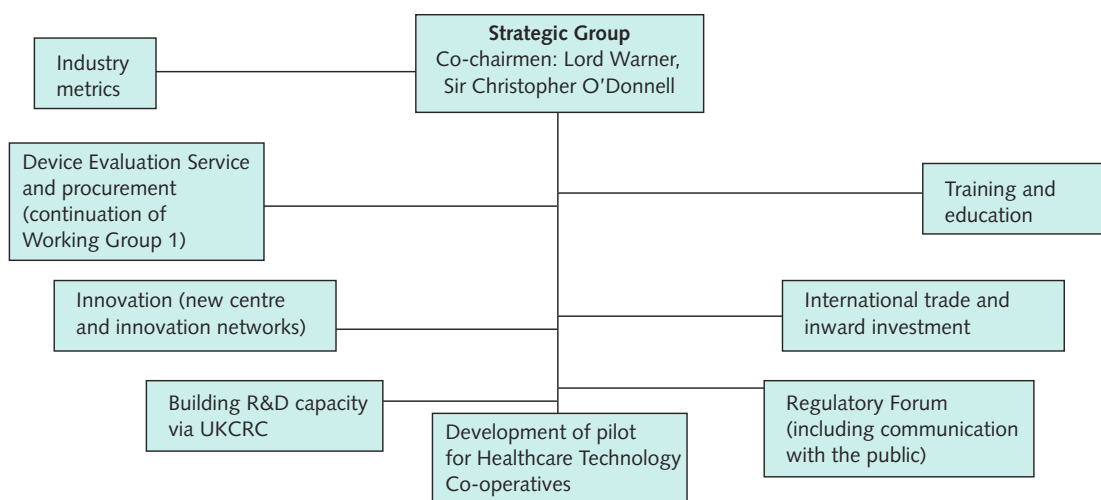 Strategic Group
Co-chairmen: Lord Warner,
Sir Christopher O’Donnell
Industry
metrics
Device Evaluation Service
and procurement
(continuation of
Working Group 1)
Training and
education
Innovation (new centre
and innovation networks)
International trade and
inward investment
Building R&D capacity
via UKCRC
Regulatory Forum
(including communication
with the public)
Development of pilot
for Healthcare Technology
Co-operatives